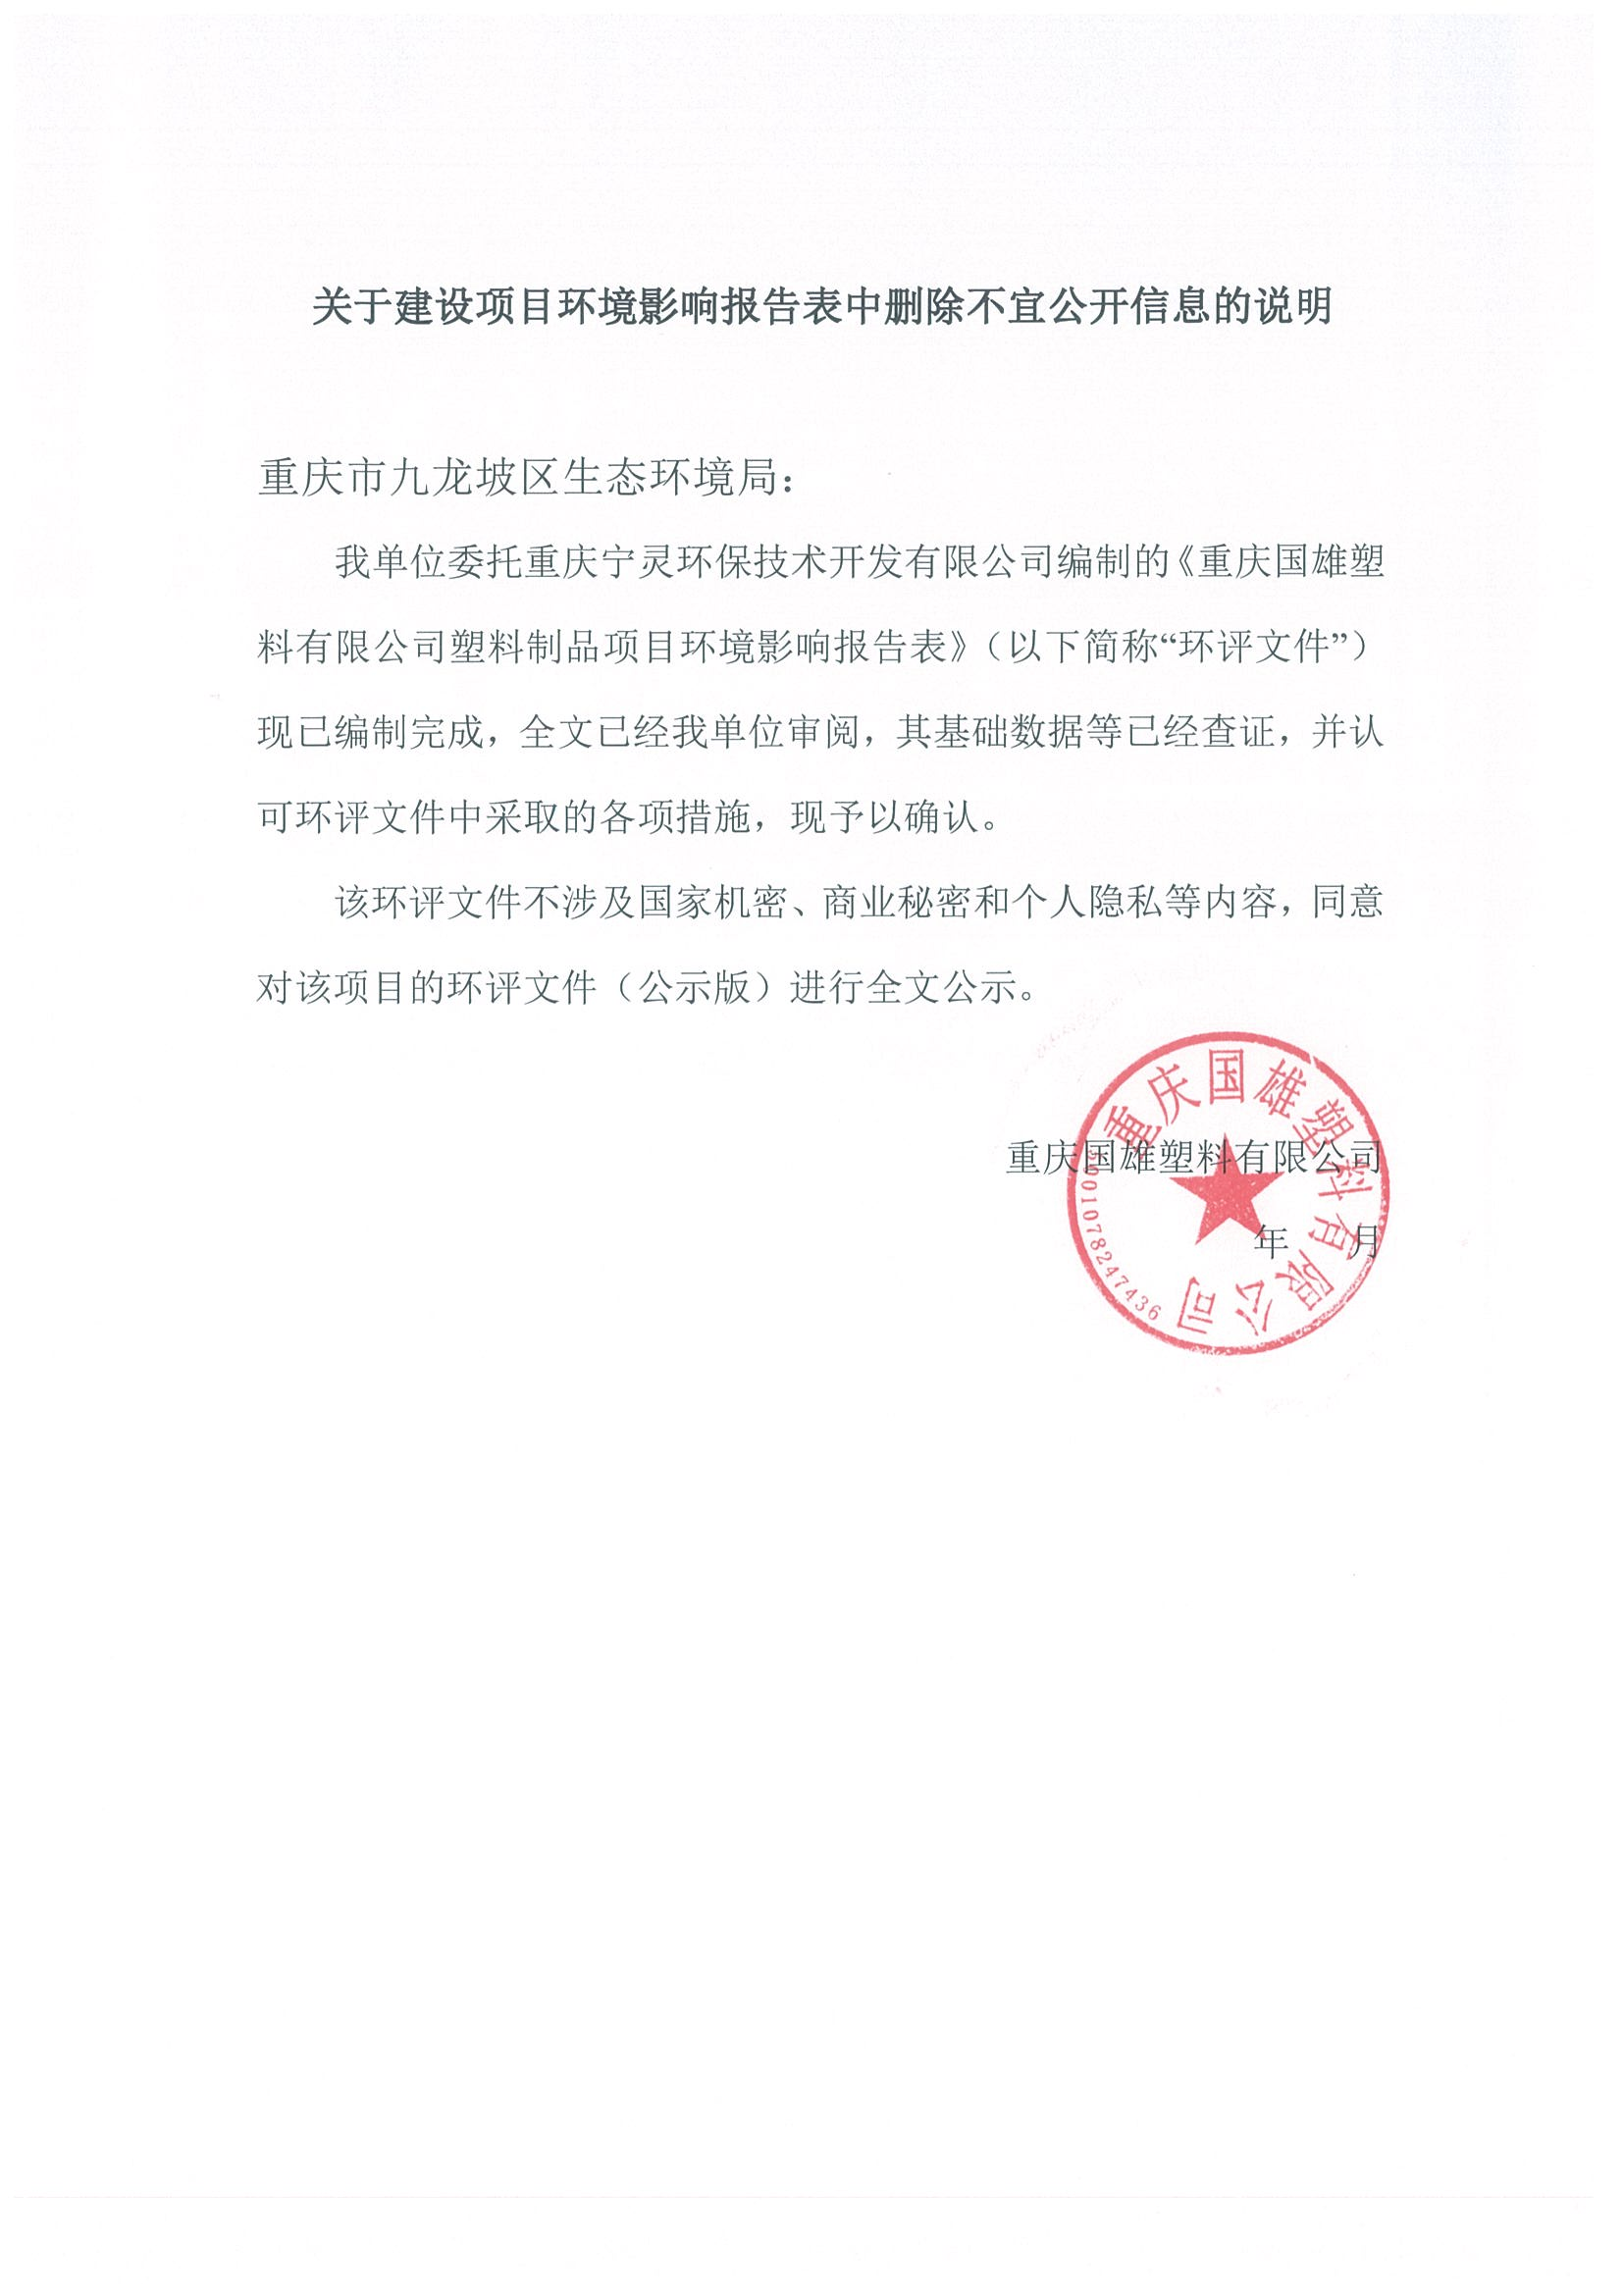 关于建设项目环境影响报告表中删除不宜公开信息的说明
重庆市九龙坡区生态环境局：
我单位委托重庆宁灵环保技术开发有限公司编制的《重庆国雄塑
料有限公司塑料制品项目环境影响报告表》（以下简称“环评文件”）
现已编制完成，全文已经我单位审阅，其基础数据等已经查证，并认
可环评文件中采取的各项措施，现予以确认。
该环评文件不涉及国家机密、商业秘密和个人隐私等内容，同意
对该项目的环评文件（公示版）进行全文公示。
重庆国雄塑料有限公司
年 月
重庆国雄塑料有限公司
5001078247436